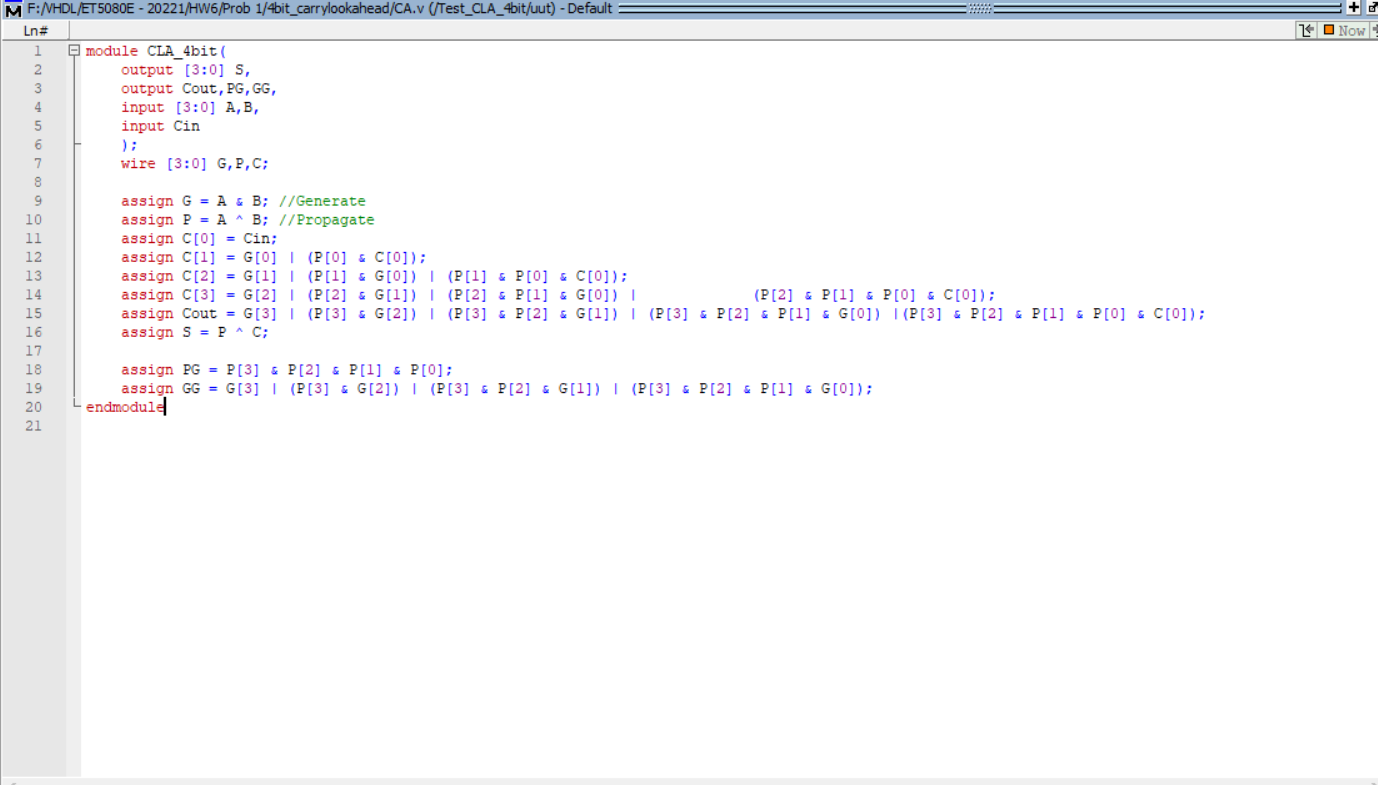 F:/VHDL/ET5080E - 20221/HW6/Prob 1/4bit_carrylookahead/CA.v (/Test_CLA_4bit/uut) - Default
Ln# Now
1 module CLA_4bit(
2 output [3:0] S,
3 output Cout,PG,GG,
4 input [3:0] A,B,
5 input Cin
6 );
7 wire [3:0] G,P,C;
8
9 assign G = A & B; //Generate
10 assign P = A ^ B; //Propagate
11 assign C[0] = Cin;
12 assign C[1] = G[0] | (P[0] & C[0]);
13 assign C[2] = G[1] | (P[1] & G[0]) | (P[1] & P[0] & C[0]);
14 assign C[3] = G[2] | (P[2] & G[1]) | (P[2] & P[1] & G[0]) | (P[2] & P[1] & P[0] & C[0]);
15 assign Cout = G[3] | (P[3] & G[2]) | (P[3] & P[2] & G[1]) | (P[3] & P[2] & P[1] & G[0]) |(P[3] & P[2] & P[1] & P[0] & C[0]);
16 assign S = P ^ C;
17
18 assign PG = P[3] & P[2] & P[1] & P[0];
19 assign GG = G[3] | (P[3] & G[2]) | (P[3] & P[2] & G[1]) | (P[3] & P[2] & P[1] & G[0]);
20 endmodule
21